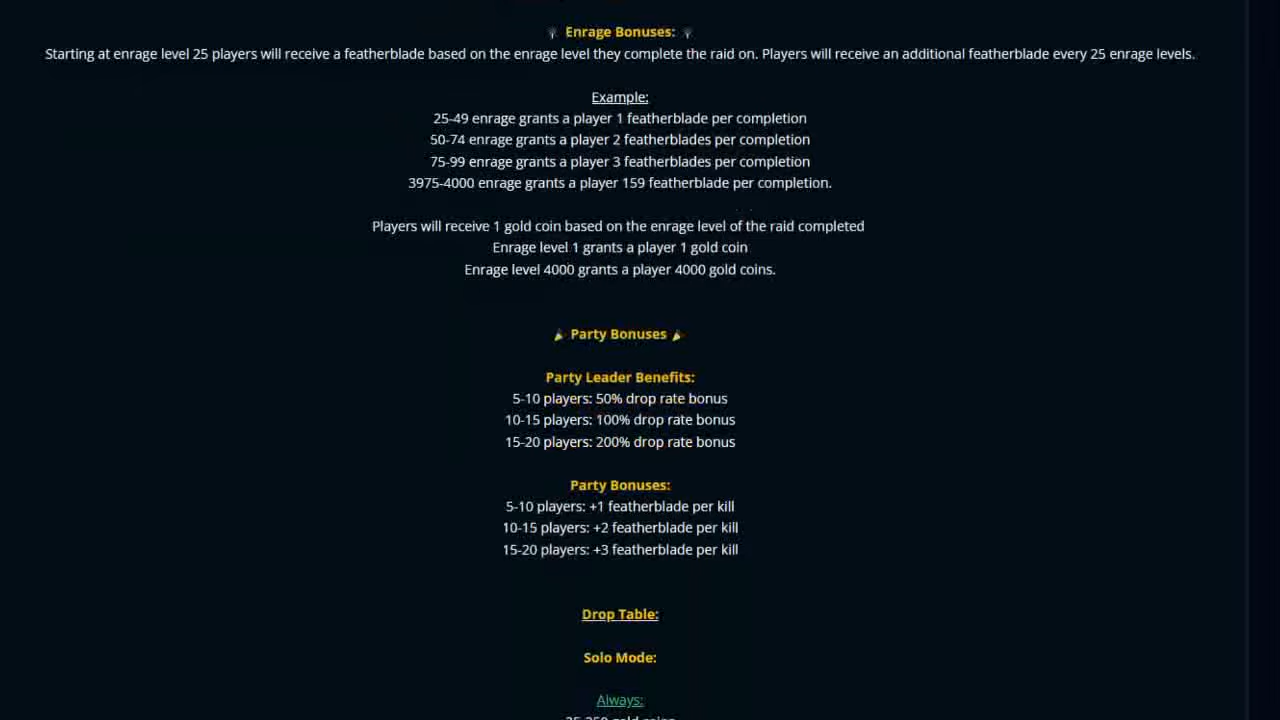 Enrage Bonuses:
Starting at enrage level 25 players will receive a featherblade based on the enrage level they complete the raid on. Players will receive an additional featherblade every 25 enrage levels.
Example:
25-49 enrage grants a player 1 featherblade per completion
50-74 enrage grants a player 2 featherblades per completion
75-99 enrage grants a player 3 featherblades per completion
3975-4000 enrage grants a player 159 featherblade per completion.
Players will receive 1 gold coin based on the enrage level of the raid completed
Enrage level 1 grants a player 1 gold coin
Enrage level 4000 grants a player 4000 gold coins.
Party Bonuses
Party Leader Benefits:
5-10 players: 50% drop rate bonus
10-15 players: 100% drop rate bonus
15-20 players: 200% drop rate bonus
Party Bonuses:
5-10 players: +1 featherblade per kill
10-15 players: +2 featherblade per kill
15-20 players: +3 featherblade per kill
Drop Table:
Solo Mode:
Always:
gold coins